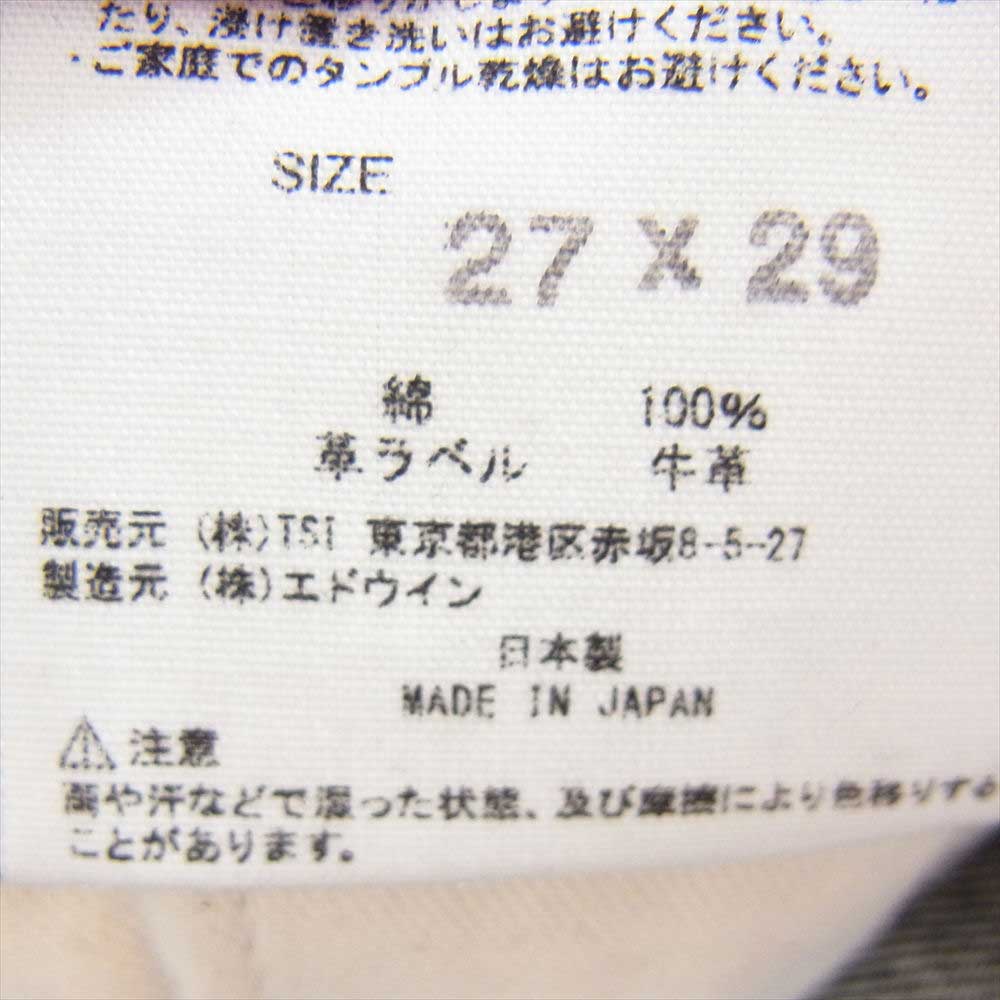 たり、浸け置き洗いはお避けください。
・ご家庭でのタンブル乾燥はお避けください。
SIZE
27 X 29
綿 100%
革ラベル 牛革
販売元 (株)TSI 東京都港区赤坂8-5-27
製造元 (株)エドウイン
日本製
MADE IN JAPAN
注意
雨や汗などで湿った状態、及び摩擦により色移りする
ことがあります。